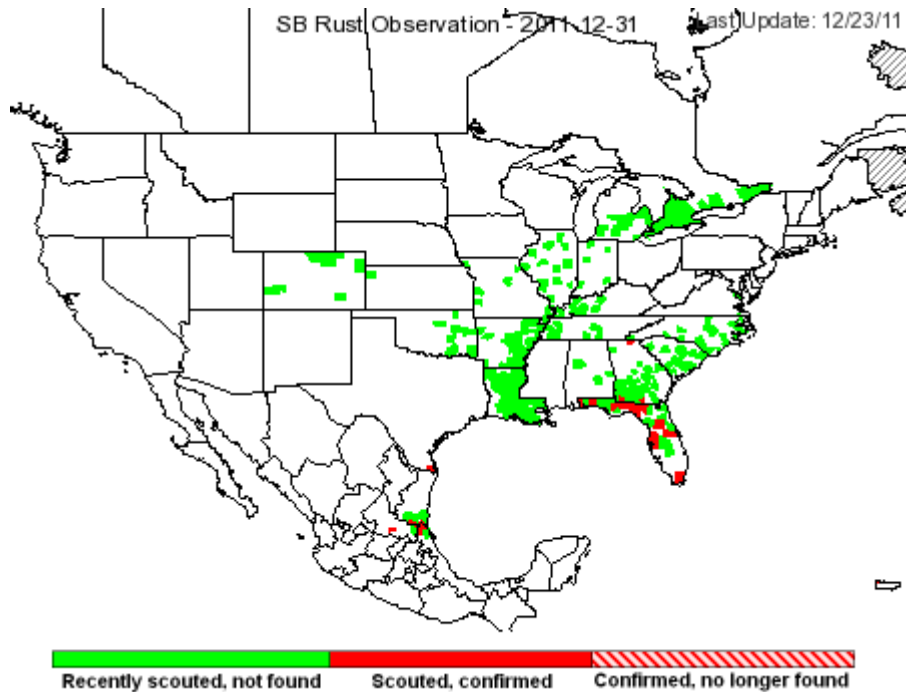 SB Rust Observation - 2011-12-31
Last Update: 12/23/11
Recently scouted, not found
Scouted, confirmed
Confirmed, no longer found